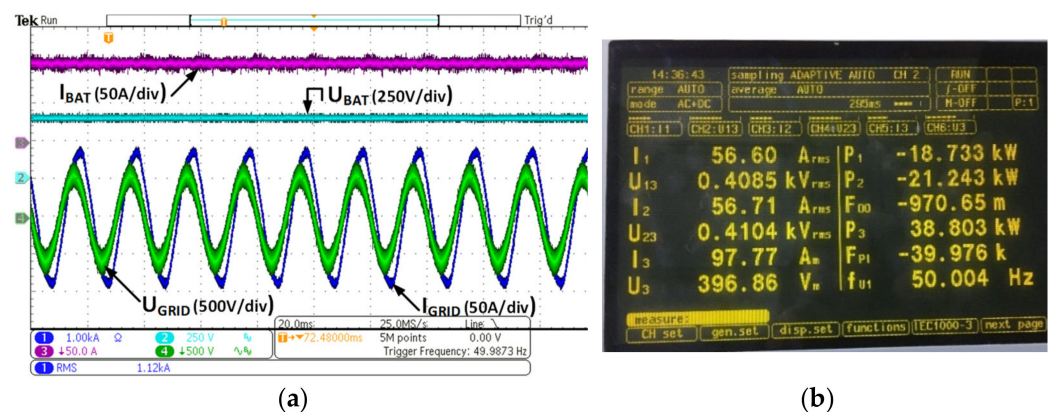 Tek Run
Trig'd
T
T
I_BAT (50A/div)
U_BAT (250V/div)
3
2
4
U_GRID (500V/div)
I_GRID (50A/div)
1 1.00kA Ω 2 250 V
3 ↓50.0 A 4 ↓500 V
20.0ms 25.0MS/s Line
T→▼72.48000ms 5M points 0.00 V
Trigger Frequency: 49.9873 Hz
1 RMS 1.12kA
(a)
14:36:43 sampling ADAPTIVE AUTO CH 2 RUN
range AUTO average AUTO ∫-OFF
mode AC+DC 295ms N-OFF P:1
CH1:I1 CH2:U13 CH3:I2 CH4:U23 CH5:I3 CH6:U3
I1 56.60 Arms P1 -18.733 kW
U13 0.4085 kVrms P2 -21.243 kW
I2 56.71 Arms F00 -970.65 m
U23 0.4104 kVrms P3 38.803 kW
I3 97.77 Am FPI -39.976 k
U3 396.86 Vm fU1 50.004 Hz
measure:
CH set gen.set disp.set functions IEC1000-3 next page
(b)